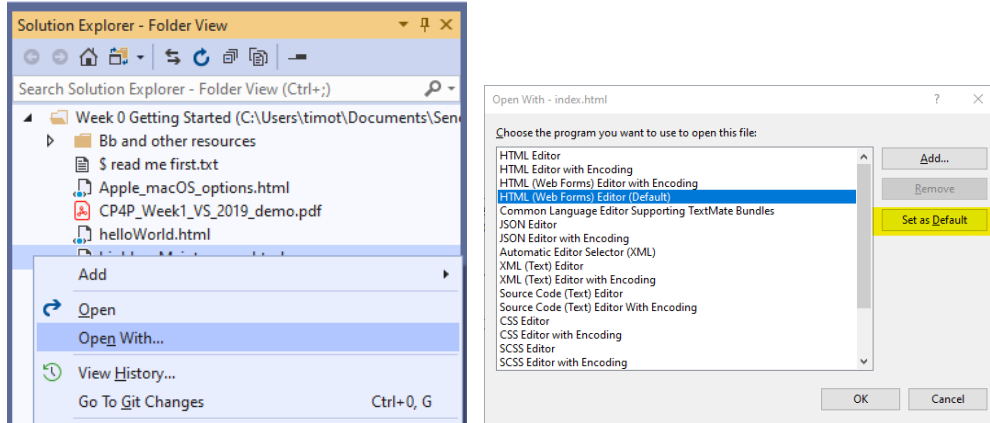 Solution Explorer - Folder View
Search Solution Explorer - Folder View (Ctrl+;)
Week 0 Getting Started (C:\Users\timot\Documents\Sen
Bb and other resources
$ read me first.txt
Apple_macOS_options.html
CP4P_Week1_VS_2019_demo.pdf
helloWorld.html
Add
Open
Open With...
View History...
Go To Git Changes Ctrl+0, G
Open With - index.html ?
Choose the program you want to use to open this file:
HTML Editor
HTML Editor with Encoding
HTML (Web Forms) Editor with Encoding
HTML (Web Forms) Editor (Default)
Common Language Editor Supporting TextMate Bundles
JSON Editor
JSON Editor with Encoding
Automatic Editor Selector (XML)
XML (Text) Editor
XML (Text) Editor with Encoding
Source Code (Text) Editor
Source Code (Text) Editor With Encoding
CSS Editor
CSS Editor with Encoding
SCSS Editor
SCSS Editor with Encoding
Add...
Remove
Set as Default
OK Cancel